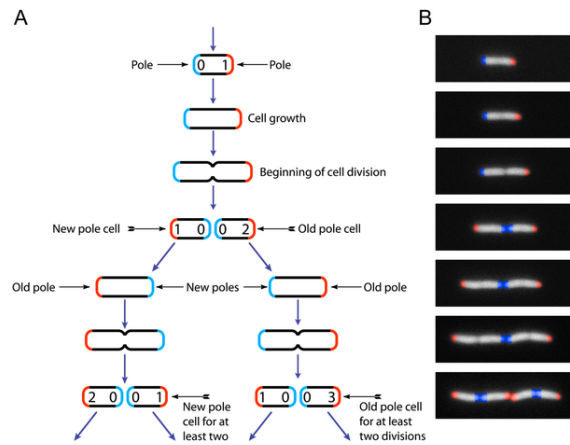 A
B
Pole
0 1
Pole
Cell growth
Beginning of cell division
New pole cell
1 0 0 2
Old pole cell
Old pole
New poles
Old pole
2 0 0 1
New pole
cell for at
least two
1 0 0 3
Old pole cell
for at least
two divisions